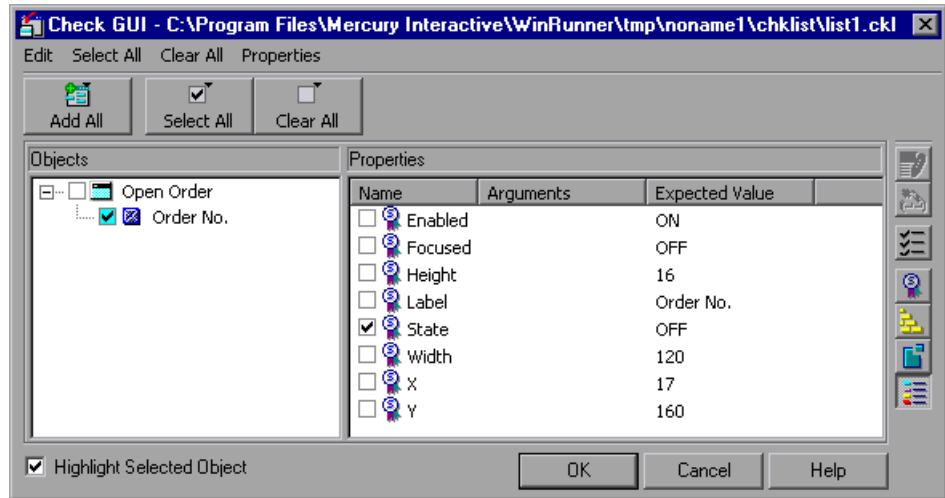 Check GUI - C:\Program Files\Mercury Interactive\WinRunner\tmp\noname1\chklist\list1.ckl
Edit Select All Clear All Properties
Add All Select All Clear All
Objects Properties
Name Arguments Expected Value
Open Order
Order No.
Enabled ON
Focused OFF
Height 16
Label Order No.
State OFF
Width 120
X 17
Y 160
Highlight Selected Object OK Cancel Help